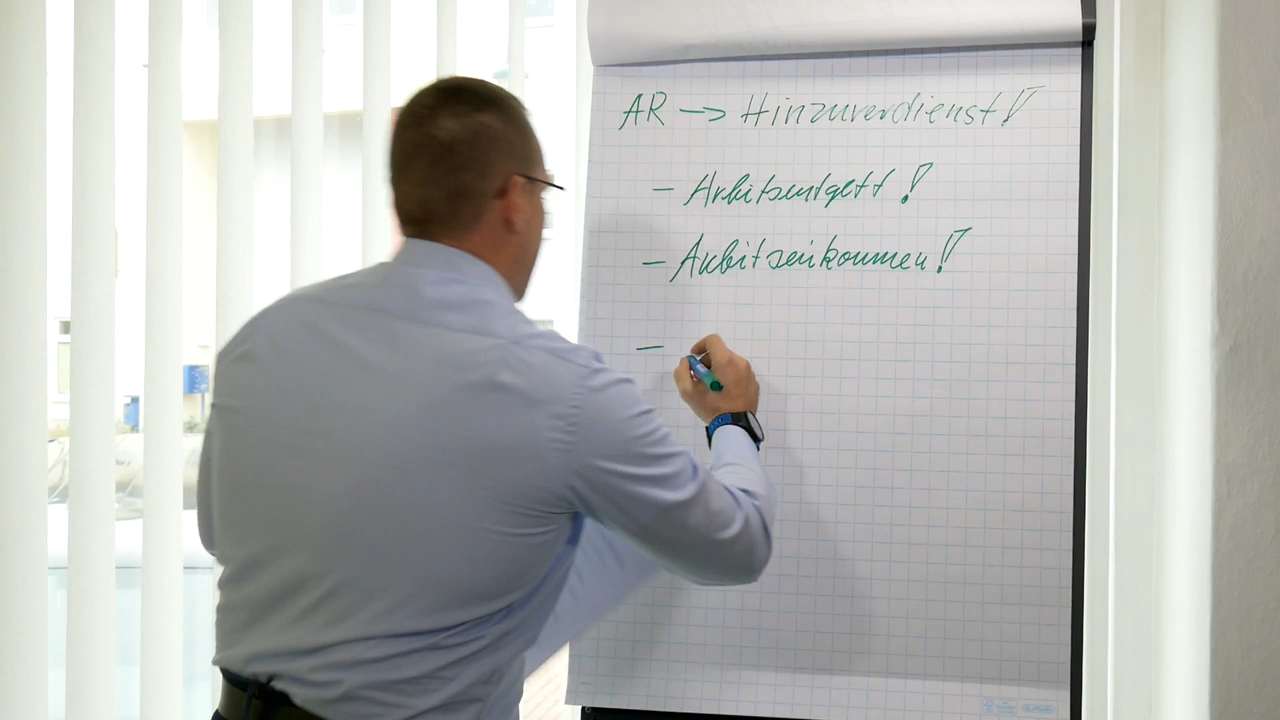 AR → Hinzuverdienst!
- Arbeitsentgelt!
- Arbeitseinkommen!
-